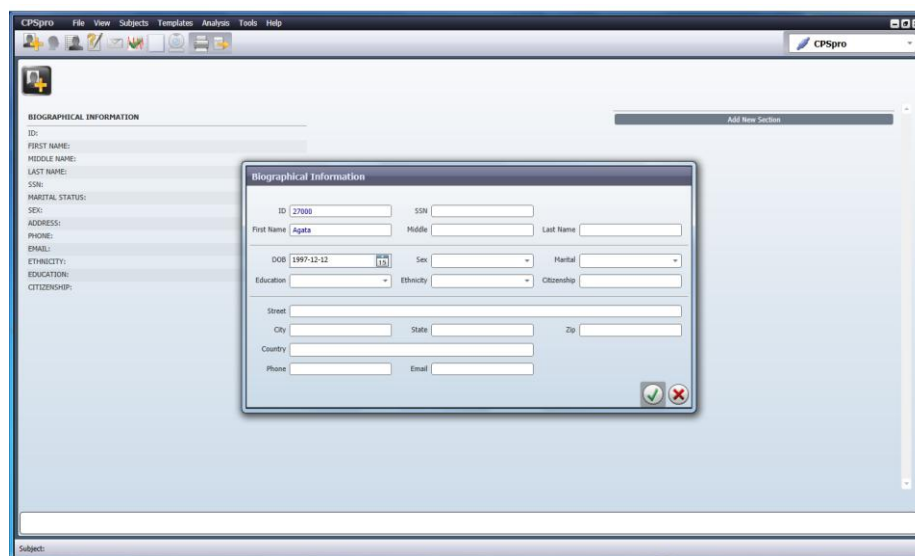 CPSpro File View Subjects Templates Analysis Tools Help
CPSpro
BIOGRAPHICAL INFORMATION
Add New Section
ID:
FIRST NAME:
MIDDLE NAME:
LAST NAME:
SSN:
MARITAL STATUS:
SEX:
ADDRESS:
PHONE:
EMAIL:
ETHNICITY:
EDUCATION:
CITIZENSHIP:
Biographical Information
ID 27000 SSN
First Name Agata Middle Last Name
DOB 1997-12-12 15 Sex Marital
Education Ethnicity Citizenship
Street
City State Zip
Country
Phone Email
Subject: